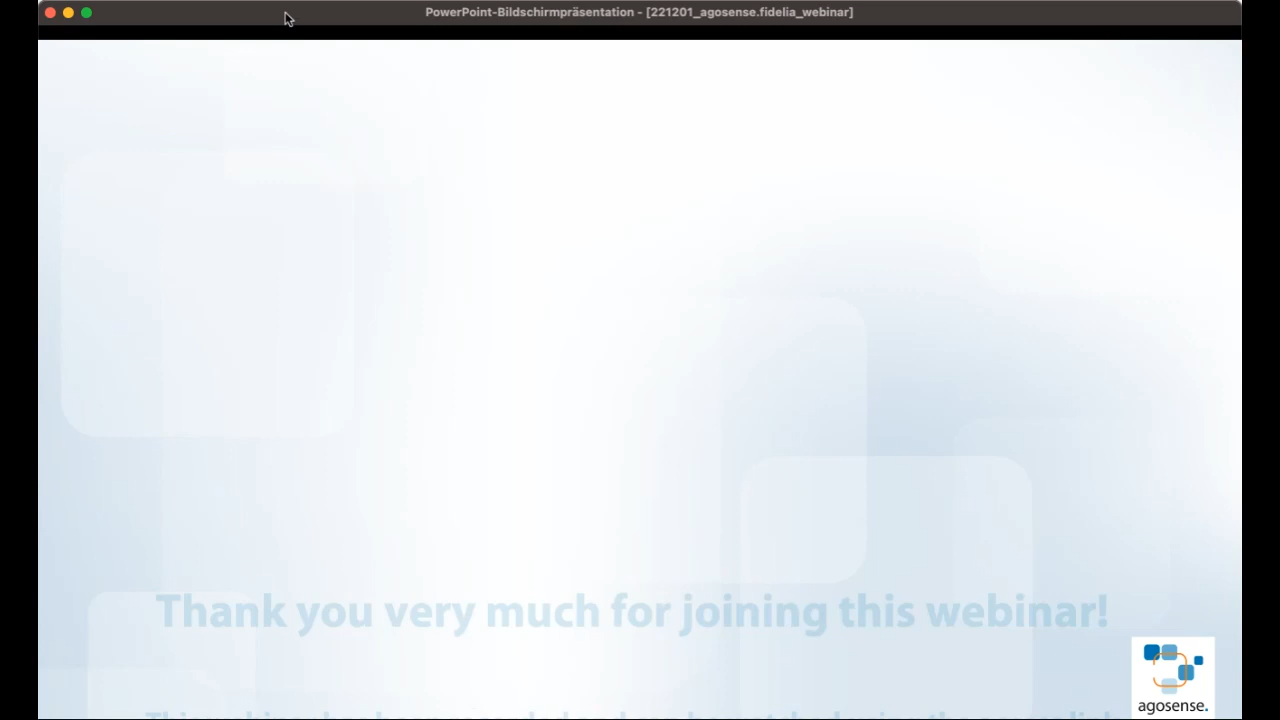 PowerPoint-Bildschirmpräsentation - [221201_agosense.fidelia_webinar]
Thank you very much for joining this webinar!
agosense.